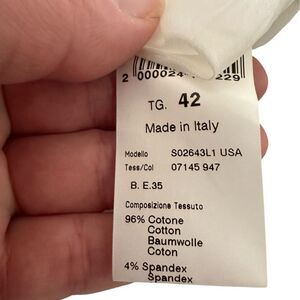 TG. 42
Made in Italy
Modello S02643L1 USA
Tess/Col 07145 947
B. E.35
Composizione Tessuto
96% Cotone
Cotton
Baumwolle
Coton
4% Spandex
Spandex